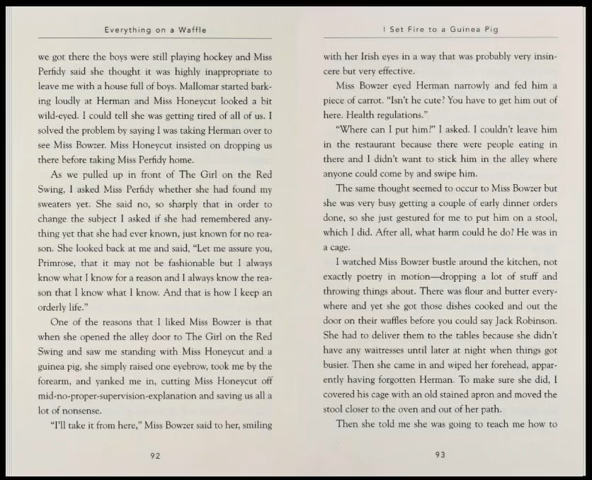 Everything on a Waffle
we got there the boys were still playing hockey and Miss
Perfidy said she thought it was highly inappropriate to
leave me with a house full of boys. Mallomar started bark-
ing loudly at Herman and Miss Honeycut looked a bit
wild-eyed. I could tell she was getting tired of all of us. I
solved the problem by saying I was taking Herman over to
see Miss Bowzer. Miss Honeycut insisted on dropping us
there before taking Miss Perfidy home.
As we pulled up in front of The Girl on the Red
Swing, I asked Miss Perfidy whether she had found my
sweaters yet. She said no, so sharply that in order to
change the subject I asked if she had remembered any-
thing yet that she had ever known, just known for no rea-
son. She looked back at me and said, “Let me assure you,
Primrose, that it may not be fashionable but I always
know what I know for a reason and I always know the rea-
son that I know what I know. And that is how I keep an
orderly life.”
One of the reasons that I liked Miss Bowzer is that
when she opened the alley door to The Girl on the Red
Swing and saw me standing with Miss Honeycut and a
guinea pig, she simply raised one eyebrow, took me by the
forearm, and yanked me in, cutting Miss Honeycut off
mid-no-proper-supervision-explanation and saving us all a
lot of nonsense.
“I’ll take it from here,” Miss Bowzer said to her, smiling
92
I Set Fire to a Guinea Pig
with her Irish eyes in a way that was probably very insin-
cere but very effective.
Miss Bowzer eyed Herman narrowly and fed him a
piece of carrot. “Isn’t he cute? You have to get him out of
here. Health regulations.”
“Where can I put him?” I asked. I couldn’t leave him
in the restaurant because there were people eating in
there and I didn’t want to stick him in the alley where
anyone could come by and swipe him.
The same thought seemed to occur to Miss Bowzer but
she was very busy getting a couple of early dinner orders
done, so she just gestured for me to put him on a stool,
which I did. After all, what harm could he do? He was in
a cage.
I watched Miss Bowzer bustle around the kitchen, not
exactly poetry in motion—dropping a lot of stuff and
throwing things about. There was flour and butter every-
where and yet she got those dishes cooked and out the
door on their waffles before you could say Jack Robinson.
She had to deliver them to the tables because she didn’t
have any waitresses until later at night when things got
busier. Then she came in and wiped her forehead, appar-
ently having forgotten Herman. To make sure she did, I
covered his cage with an old stained apron and moved the
stool closer to the oven and out of her path.
Then she told me she was going to teach me how to
93